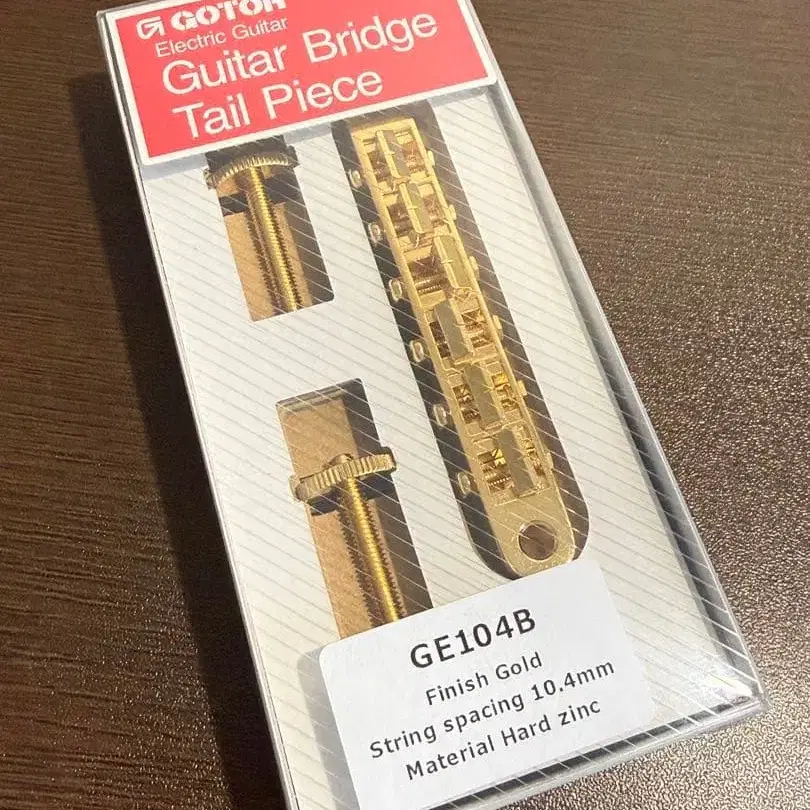 GOTOH
Electric Guitar
Guitar Bridge
Tail Piece
GE104B
Finish Gold
String spacing 10.4mm
Material Hard zinc